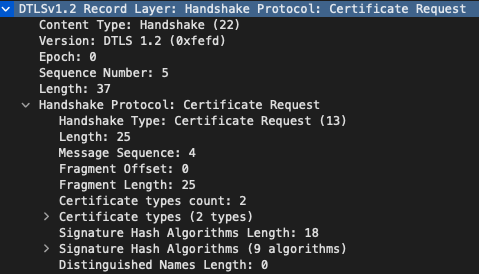 DTLSv1.2 Record Layer: Handshake Protocol: Certificate Request
Content Type: Handshake (22)
Version: DTLS 1.2 (0xfefd)
Epoch: 0
Sequence Number: 5
Length: 37
Handshake Protocol: Certificate Request
Handshake Type: Certificate Request (13)
Length: 25
Message Sequence: 4
Fragment Offset: 0
Fragment Length: 25
Certificate types count: 2
Certificate types (2 types)
Signature Hash Algorithms Length: 18
Signature Hash Algorithms (9 algorithms)
Distinguished Names Length: 0